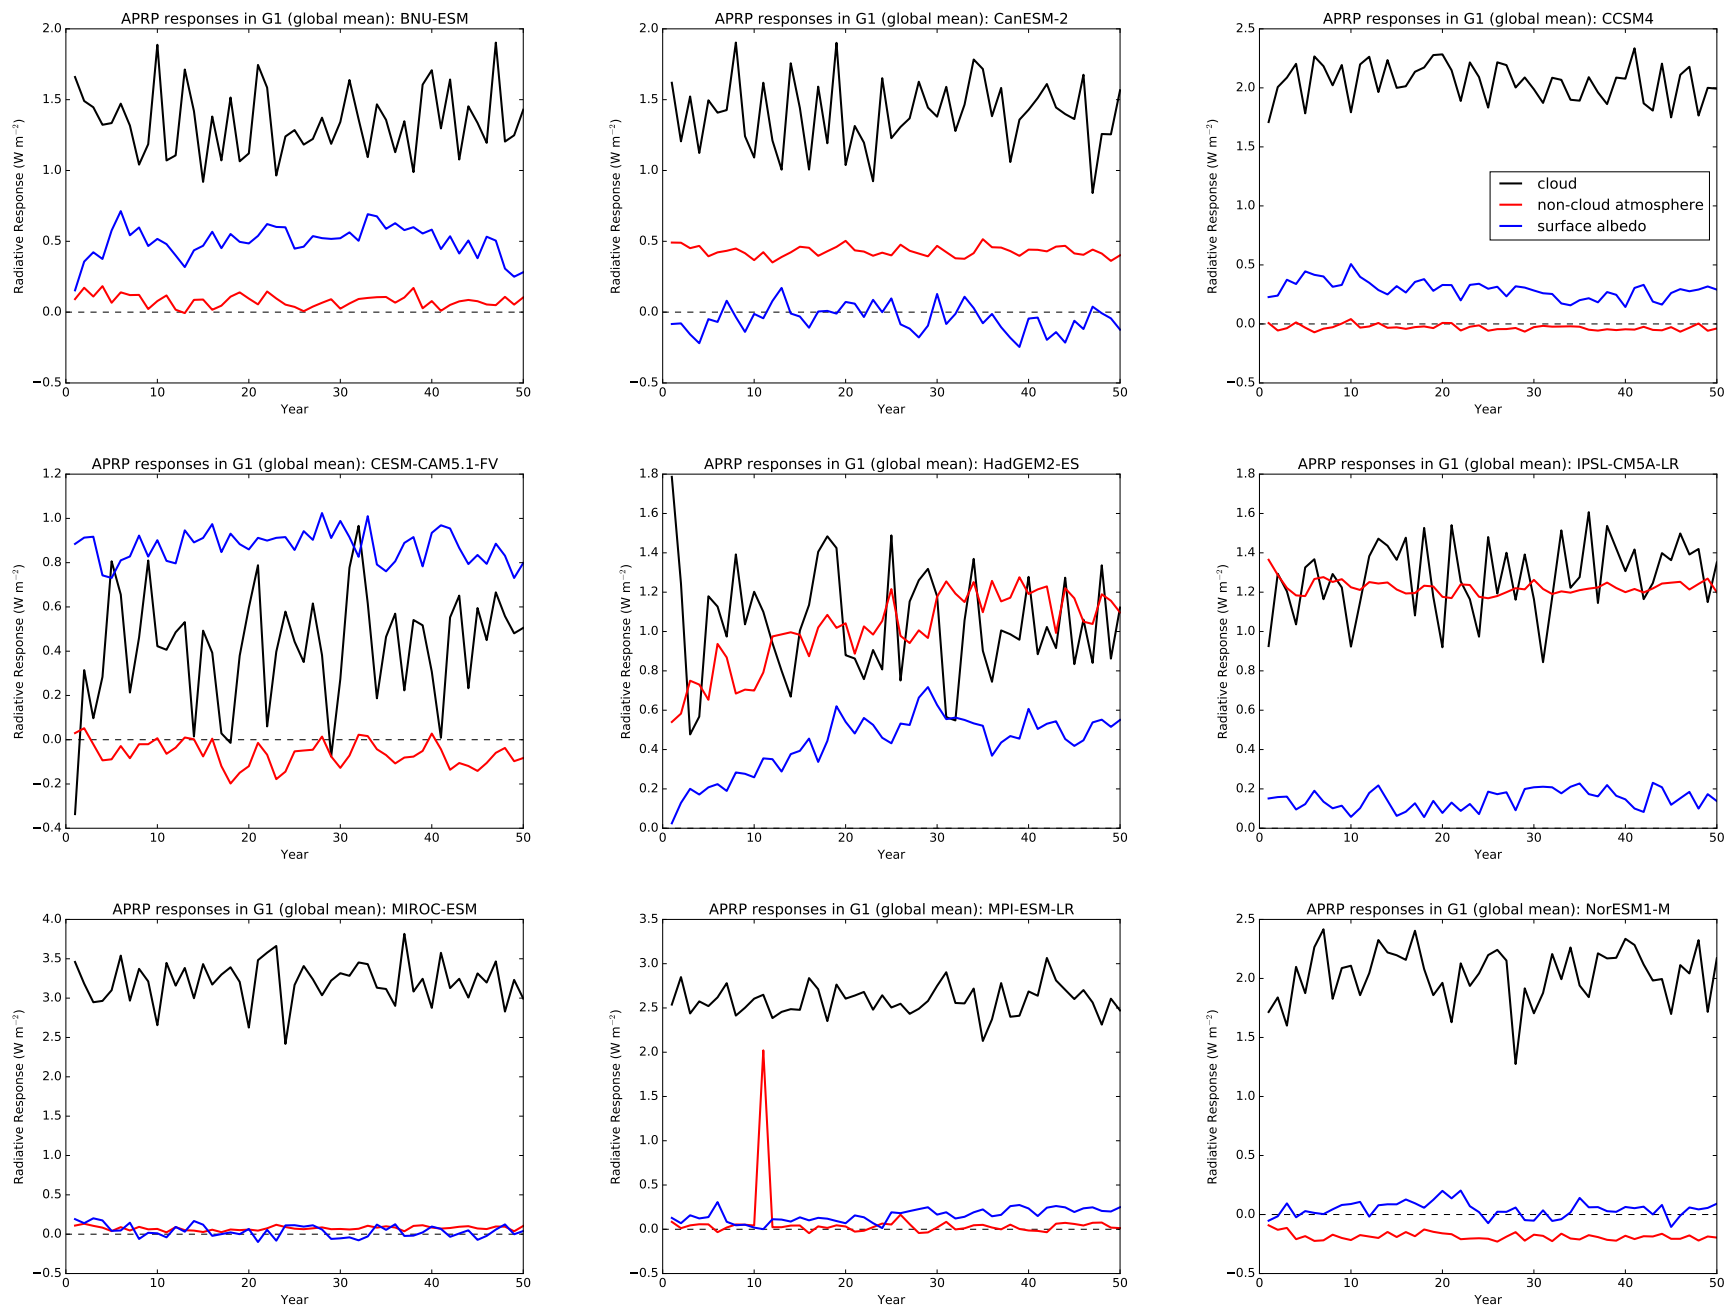 APRP responses in G1 (global mean): BNU-ESM
2.0
1.5
1.0
0.5
0.0
−0.5
Radiative Response (W m⁻²)
0 10 20 30 40 50
Year
APRP responses in G1 (global mean): CanESM-2
2.0
1.5
1.0
0.5
0.0
−0.5
Radiative Response (W m⁻²)
0 10 20 30 40 50
Year
APRP responses in G1 (global mean): CCSM4
2.5
2.0
1.5
1.0
0.5
0.0
−0.5
Radiative Response (W m⁻²)
cloud
non-cloud atmosphere
surface albedo
0 10 20 30 40 50
Year
APRP responses in G1 (global mean): CESM-CAM5.1-FV
1.2
1.0
0.8
0.6
0.4
0.2
0.0
−0.2
−0.4
Radiative Response (W m⁻²)
0 10 20 30 40 50
Year
APRP responses in G1 (global mean): HadGEM2-ES
1.8
1.6
1.4
1.2
1.0
0.8
0.6
0.4
0.2
0.0
Radiative Response (W m⁻²)
0 10 20 30 40 50
Year
APRP responses in G1 (global mean): IPSL-CM5A-LR
1.8
1.6
1.4
1.2
1.0
0.8
0.6
0.4
0.2
0.0
Radiative Response (W m⁻²)
0 10 20 30 40 50
Year
APRP responses in G1 (global mean): MIROC-ESM
4.0
3.5
3.0
2.5
2.0
1.5
1.0
0.5
0.0
−0.5
Radiative Response (W m⁻²)
0 10 20 30 40 50
Year
APRP responses in G1 (global mean): MPI-ESM-LR
3.5
3.0
2.5
2.0
1.5
1.0
0.5
0.0
−0.5
Radiative Response (W m⁻²)
0 10 20 30 40 50
Year
APRP responses in G1 (global mean): NorESM1-M
2.5
2.0
1.5
1.0
0.5
0.0
−0.5
Radiative Response (W m⁻²)
0 10 20 30 40 50
Year